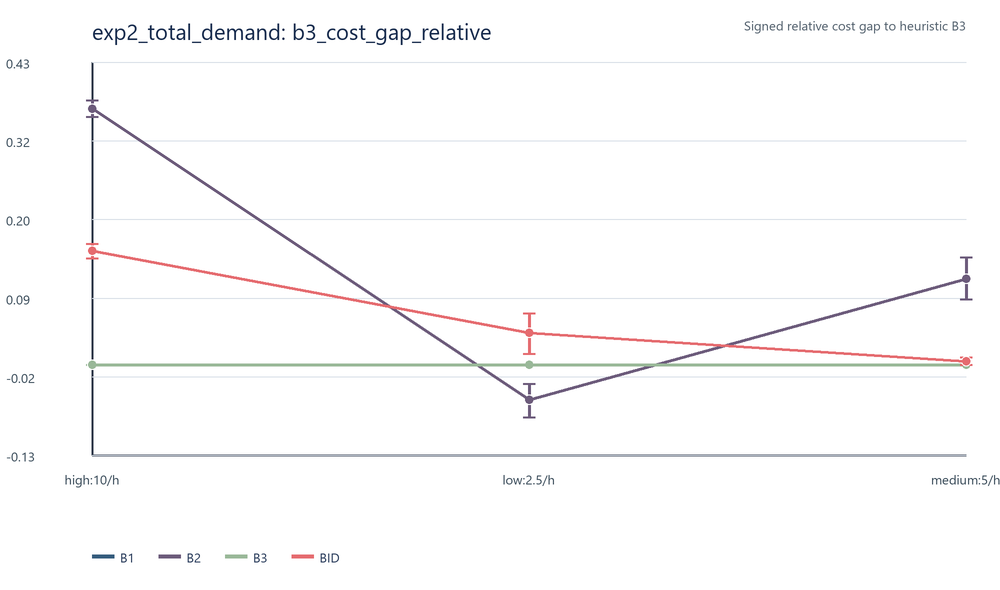 exp2_total_demand: b3_cost_gap_relative
Signed relative cost gap to heuristic B3
0.43
0.32
0.20
0.09
-0.02
-0.13
high:10/h
low:2.5/h
medium:5/h
B1
B2
B3
BID